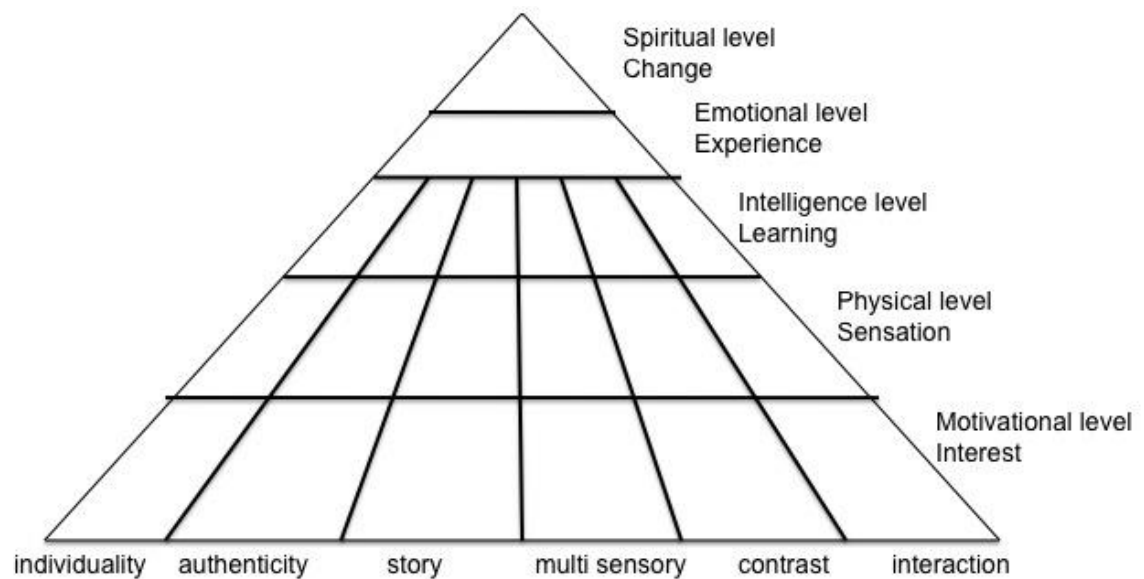 Spiritual level
Change
Emotional level
Experience
Intelligence level
Learning
Physical level
Sensation
Motivational level
Interest
individuality authenticity story multi sensory contrast interaction